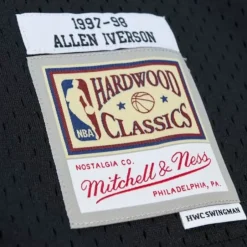 1997-98
ALLEN IVERSON
HARDWOOD
NBA
CLASSICS
NOSTALGIA CO.
Mitchell & Ness
PHILADELPHIA, PA.
HWC SWINGMAN